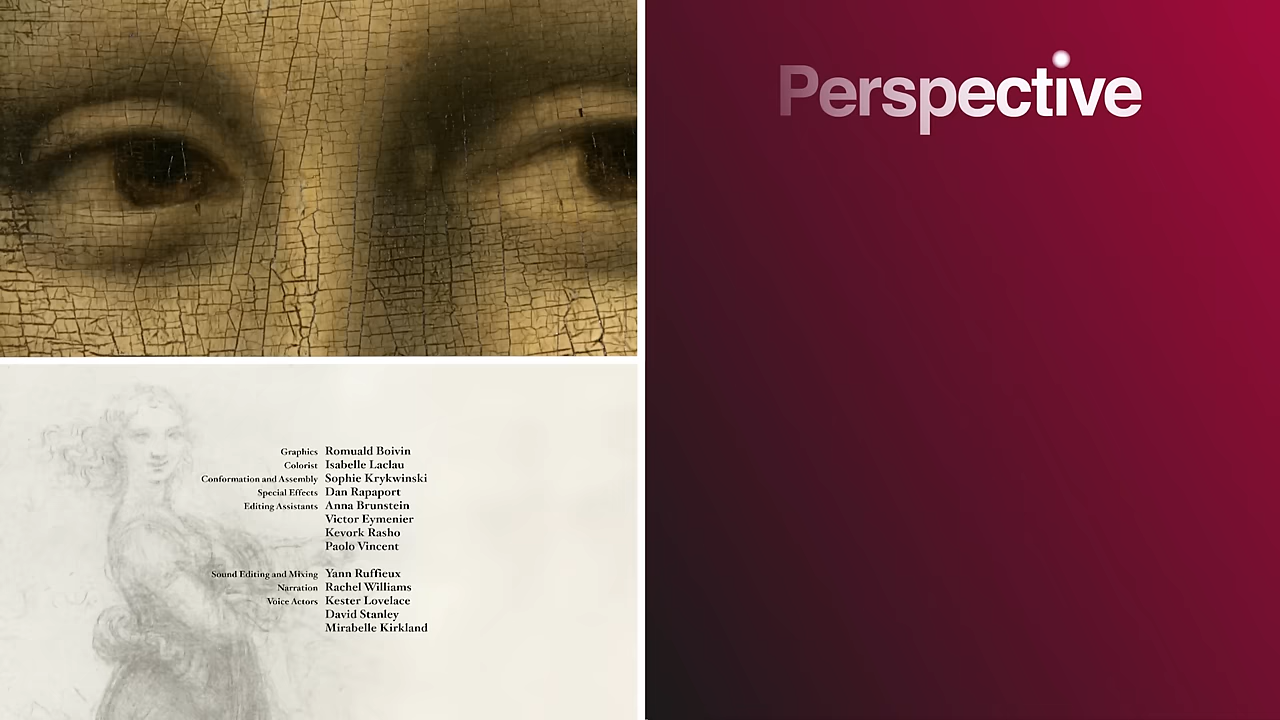 Perspective
Graphics Romuald Boivin
Colorist Isabelle Laclau
Conformation and Assembly Sophie Krykwinski
Special Effects Dan Rapaport
Editing Assistants Anna Brunstein
Victor Eymenier
Kevork Rasho
Paolo Vincent
Sound Editing and Mixing Yann Ruffieux
Narration Rachel Williams
Voice Actors Kester Lovelace
David Stanley
Mirabelle Kirkland